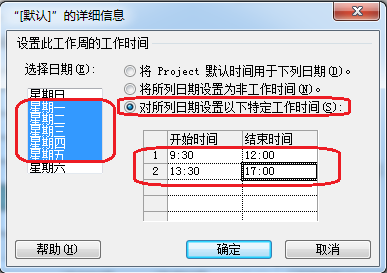 “[默认]”的详细信息
设置此工作周的工作时间
选择日期(E):
星期日
星期一
星期二
星期三
星期四
星期五
星期六
将 Project 默认时间用于下列日期(D)。
将所列日期设置为非工作时间(N)。
对所列日期设置以下特定工作时间(S):
开始时间 结束时间
1 9:30 12:00
2 13:30 17:00
帮助(H) 确定 取消